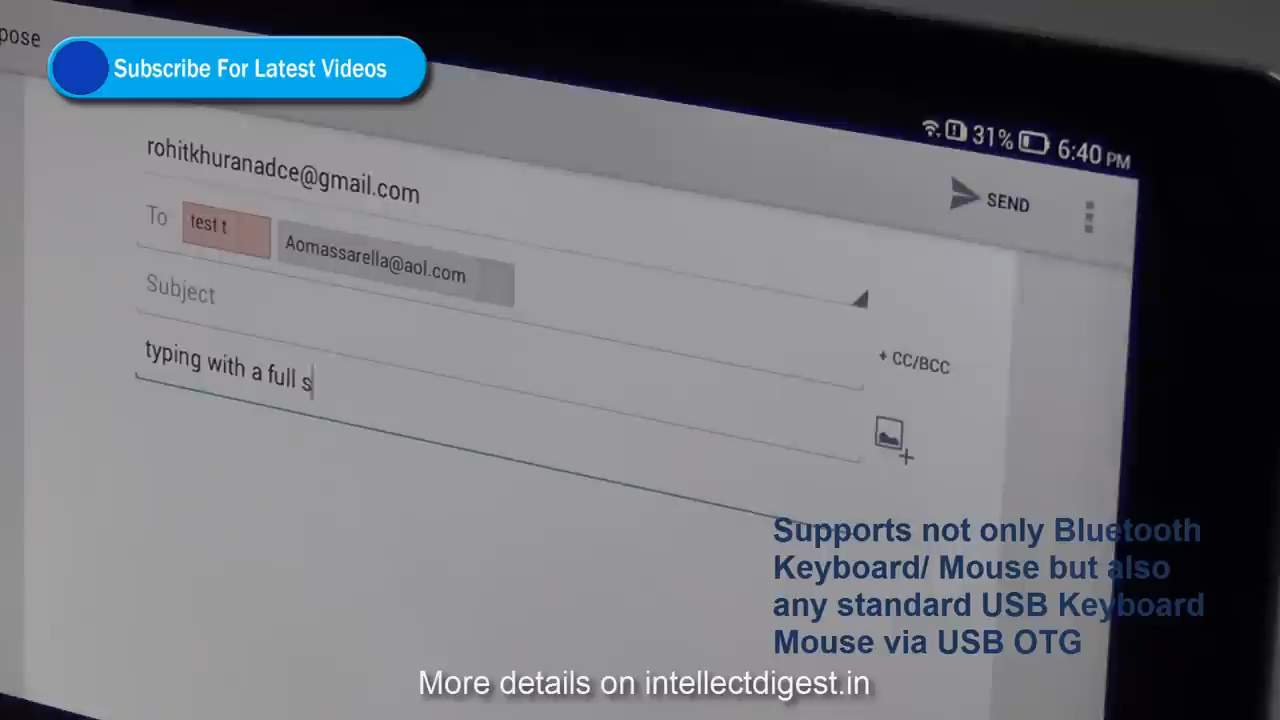 pose
Subscribe For Latest Videos
31% 6:40 PM
rohitkhuranadce@gmail.com
SEND
To test t Aomassarella@aol.com
Subject
+ CC/BCC
typing with a full s
Supports not only Bluetooth
Keyboard/ Mouse but also
any standard USB Keyboard
Mouse via USB OTG
More details on intellectdigest.in